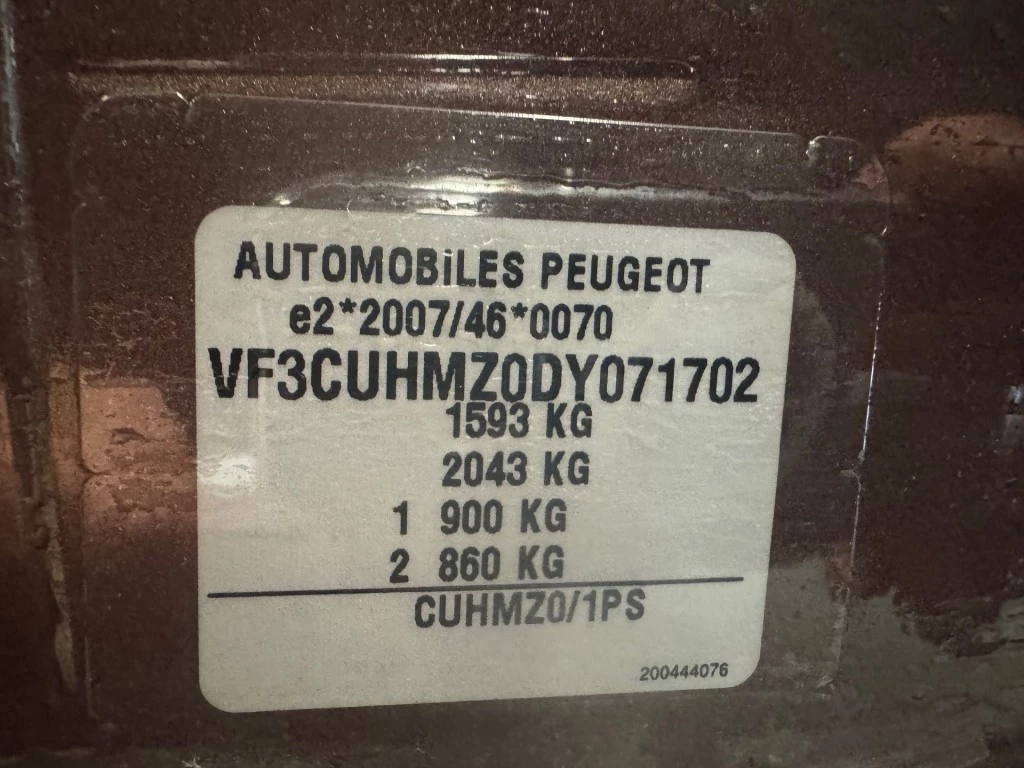 AUTOMOBiLES PEUGEOT
e2*2007/46*0070
VF3CUHMZ0DY071702
1593 KG
2043 KG
1 900 KG
2 860 KG
CUHMZ0/1PS
200444076